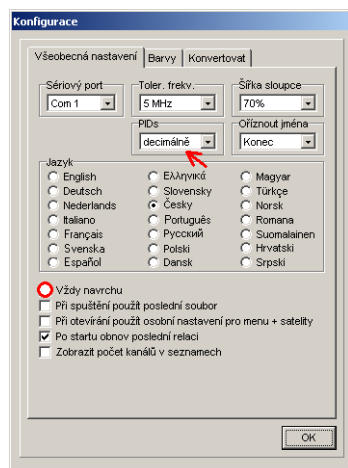 Konfigurace
Všeobecná nastavení Barvy Konvertovat
Sériový port Toler. frekv. Šířka sloupce
Com 1 5 MHz 70%
PIDs Oříznout jména
decimálně Konec
Jazyk
English Ελληνικά Magyar
Deutsch Slovensky Türkçe
Nederlands Česky Norsk
Italiano Português Romana
Français Русский Suomalainen
Svenska Polski Hrvatski
Español Dansk Srpski
Vždy navrchu
Při spuštění použít poslední soubor
Při otevírání použít osobní nastavení pro menu + satelity
Po startu obnov poslední relaci
Zobrazit počet kanálů v seznamech
OK